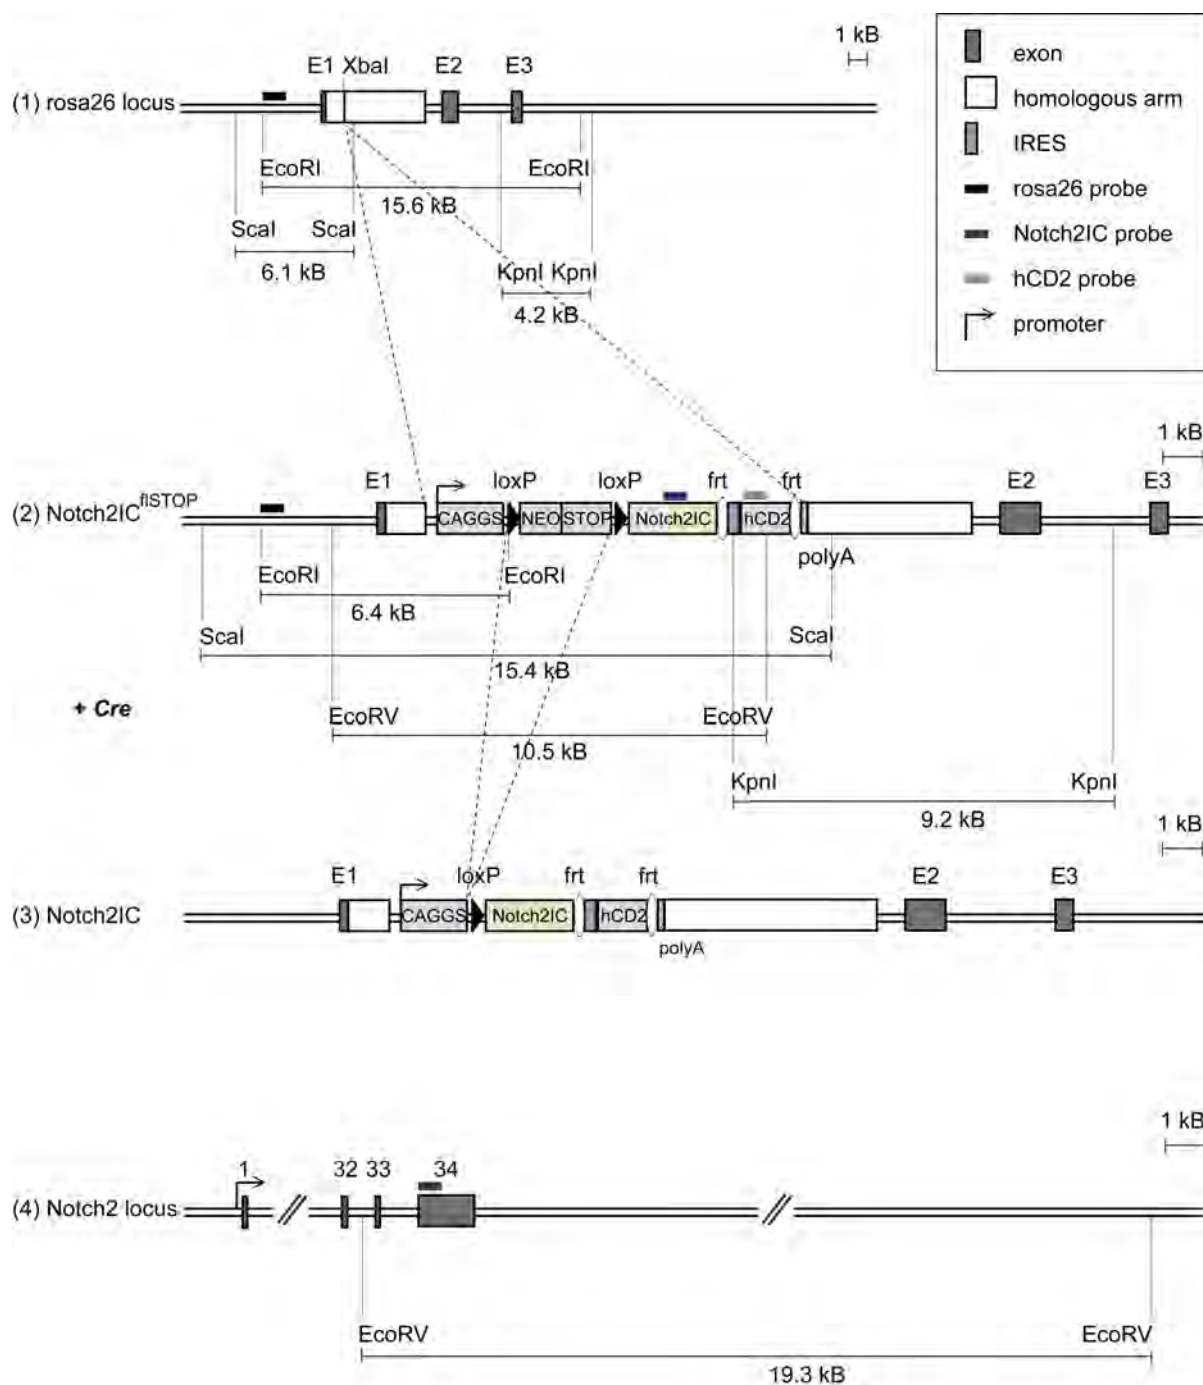 1 kB
exon
homologous arm
IRES
rosa26 probe
Notch2IC probe
hCD2 probe
promoter
E1 XbaI E2 E3
(1) rosa26 locus
EcoRI EcoRI
15.6 kB
ScaI ScaI
6.1 kB
KpnI KpnI
4.2 kB
1 kB
E1 loxP loxP frt frt E2 E3
(2) Notch2IC flSTOP
CAGGS NEO STOP Notch2IC hCD2
polyA
EcoRI EcoRI
6.4 kB
ScaI ScaI
15.4 kB
+ Cre
EcoRV EcoRV
10.5 kB
KpnI KpnI
9.2 kB
1 kB
E1 loxP frt frt E2 E3
(3) Notch2IC
CAGGS Notch2IC hCD2
polyA
1 kB
1 32 33 34
(4) Notch2 locus
EcoRV EcoRV
19.3 kB